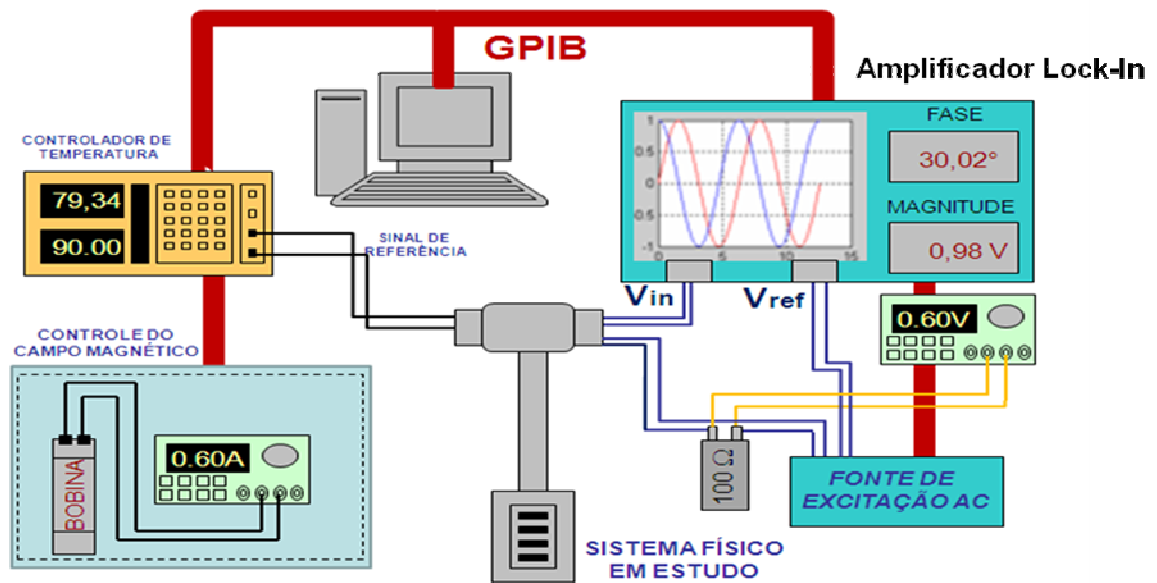 GPIB
Amplificador Lock-In
CONTROLADOR DE
TEMPERATURA
79,34
90.00
SINAL DE
REFERÊNCIA
FASE
30,02°
MAGNITUDE
0,98 V
1
0.5
0
-0.5
-1
0
5
10
15
Vin
Vref
0.60V
CONTROLE DO
CAMPO MAGNÉTICO
BOBINA
0.60A
100 Ω
FONTE DE
EXCITAÇÃO AC
SISTEMA FÍSICO
EM ESTUDO